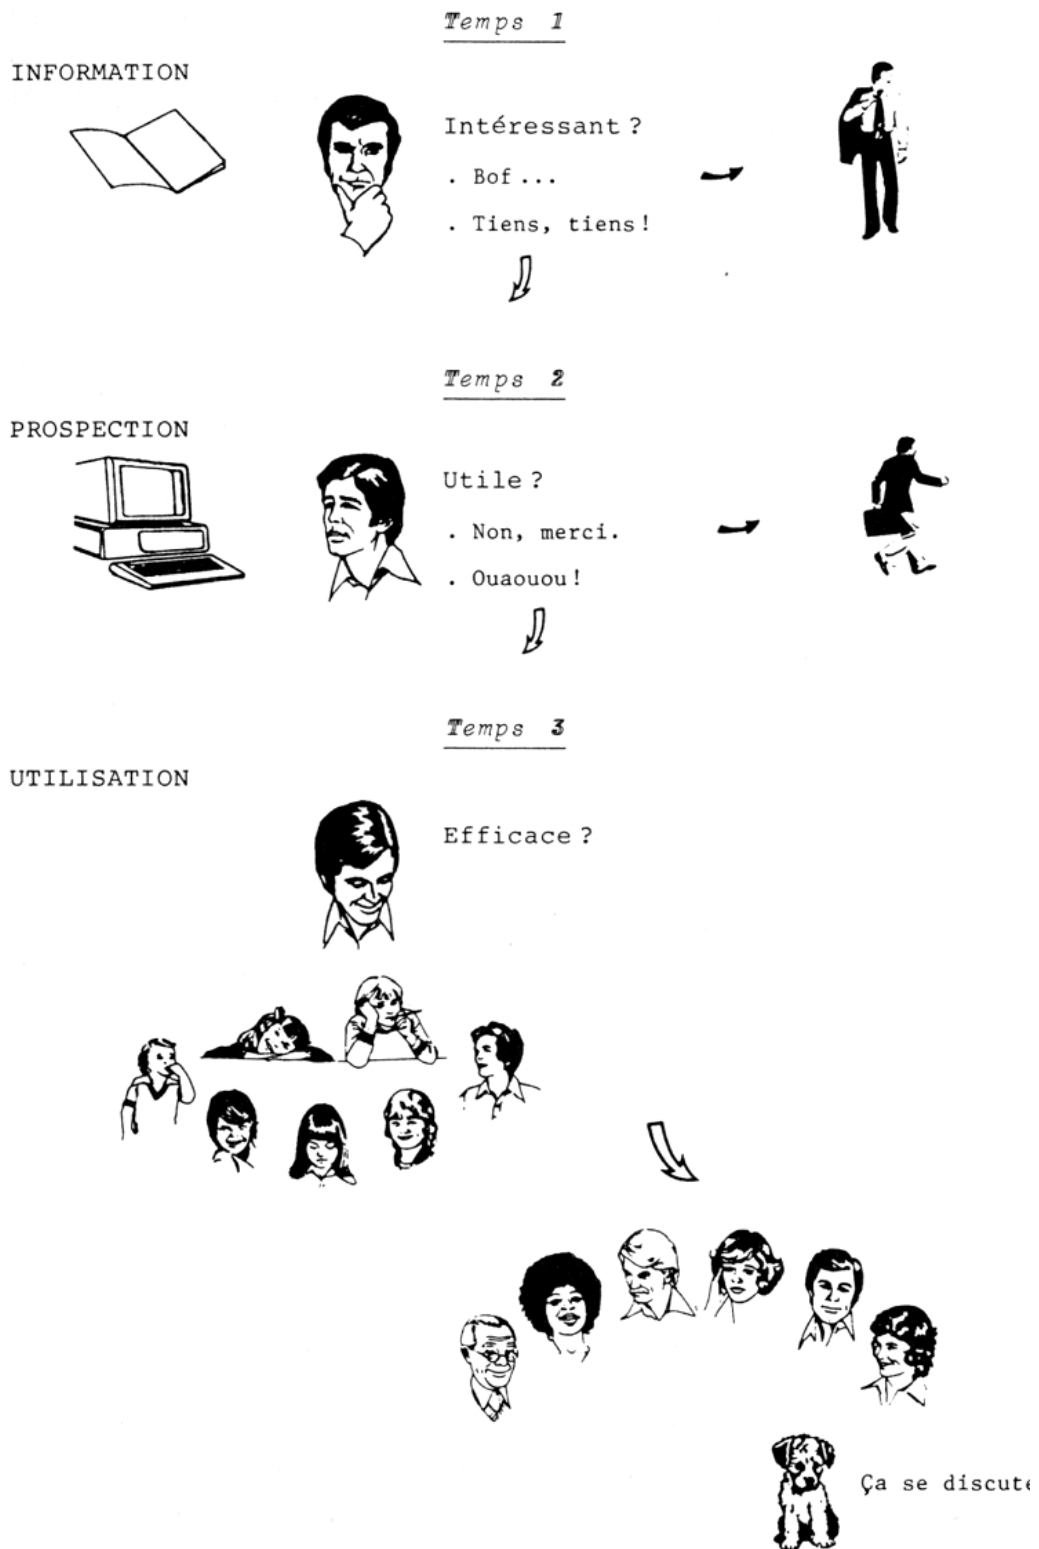 Temps 1
INFORMATION
Intéressant ?
. Bof ...
. Tiens, tiens !
Temps 2
PROSPECTION
Utile ?
. Non, merci.
. Ouaouou !
Temps 3
UTILISATION
Efficace ?
Ça se discute